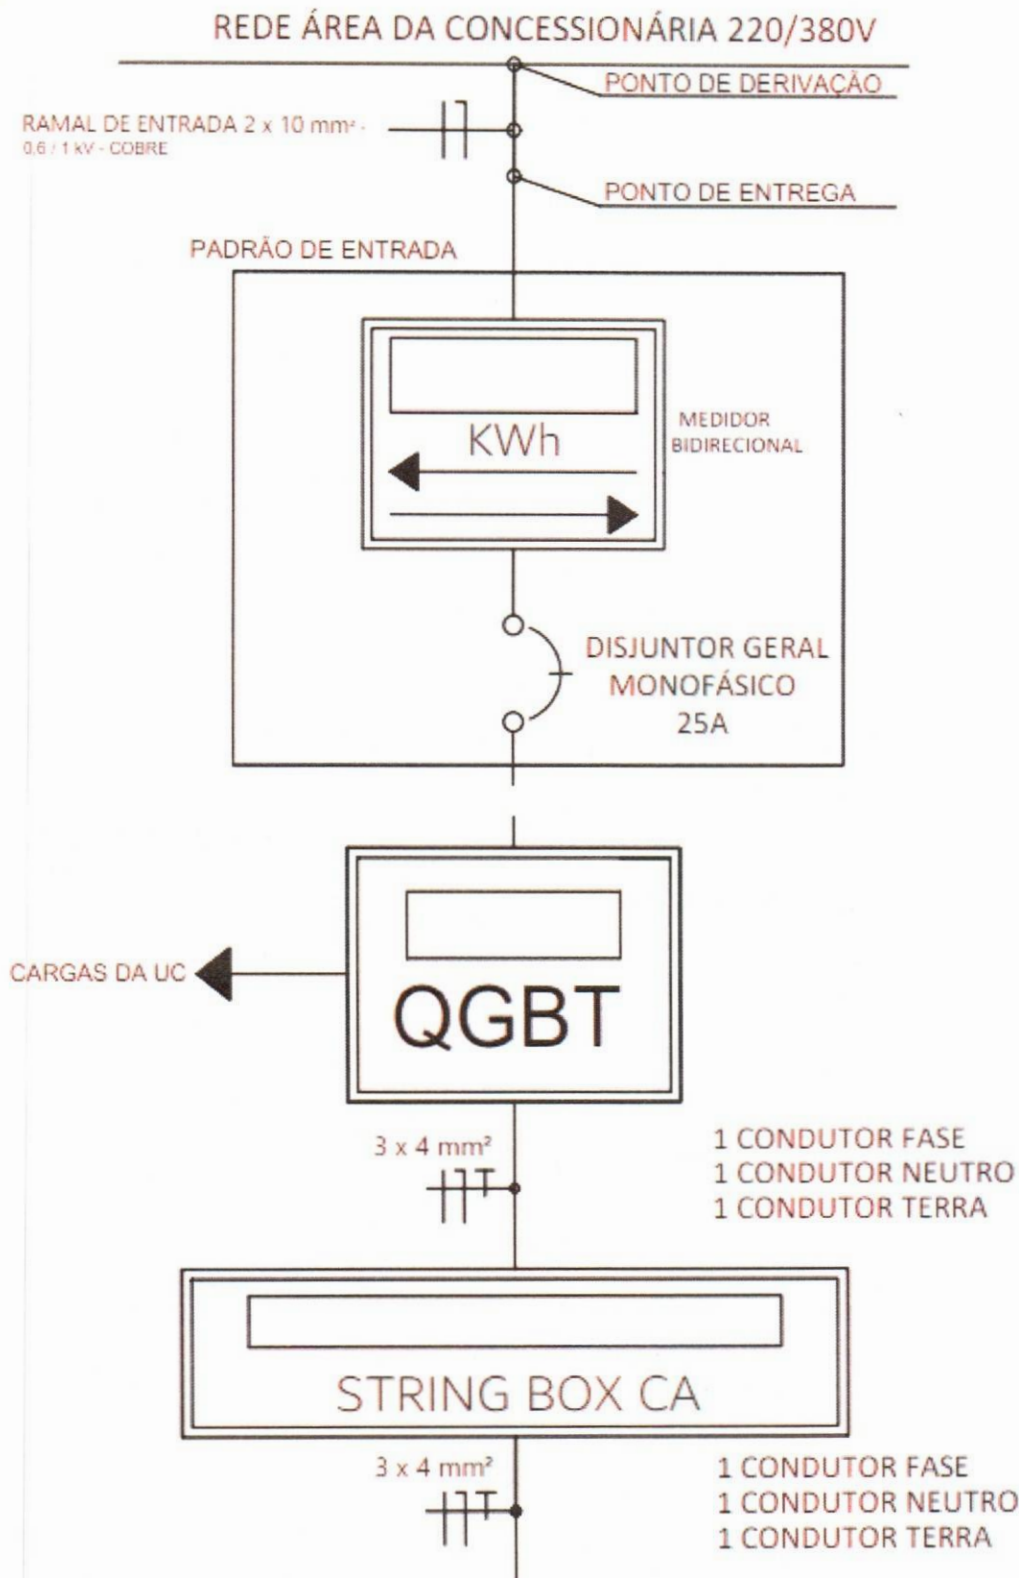 REDE ÁREA DA CONCESSIONÁRIA 220/380V
PONTO DE DERIVAÇÃO
RAMAL DE ENTRADA 2 x 10 mm² -
0,6 / 1 kV - COBRE
PONTO DE ENTREGA
PADRÃO DE ENTRADA
KWh
MEDIDOR
BIDIRECIONAL
DISJUNTOR GERAL
MONOFÁSICO
25A
CARGAS DA UC
QGBT
3 x 4 mm²
1 CONDUTOR FASE
1 CONDUTOR NEUTRO
1 CONDUTOR TERRA
STRING BOX CA
3 x 4 mm²
1 CONDUTOR FASE
1 CONDUTOR NEUTRO
1 CONDUTOR TERRA